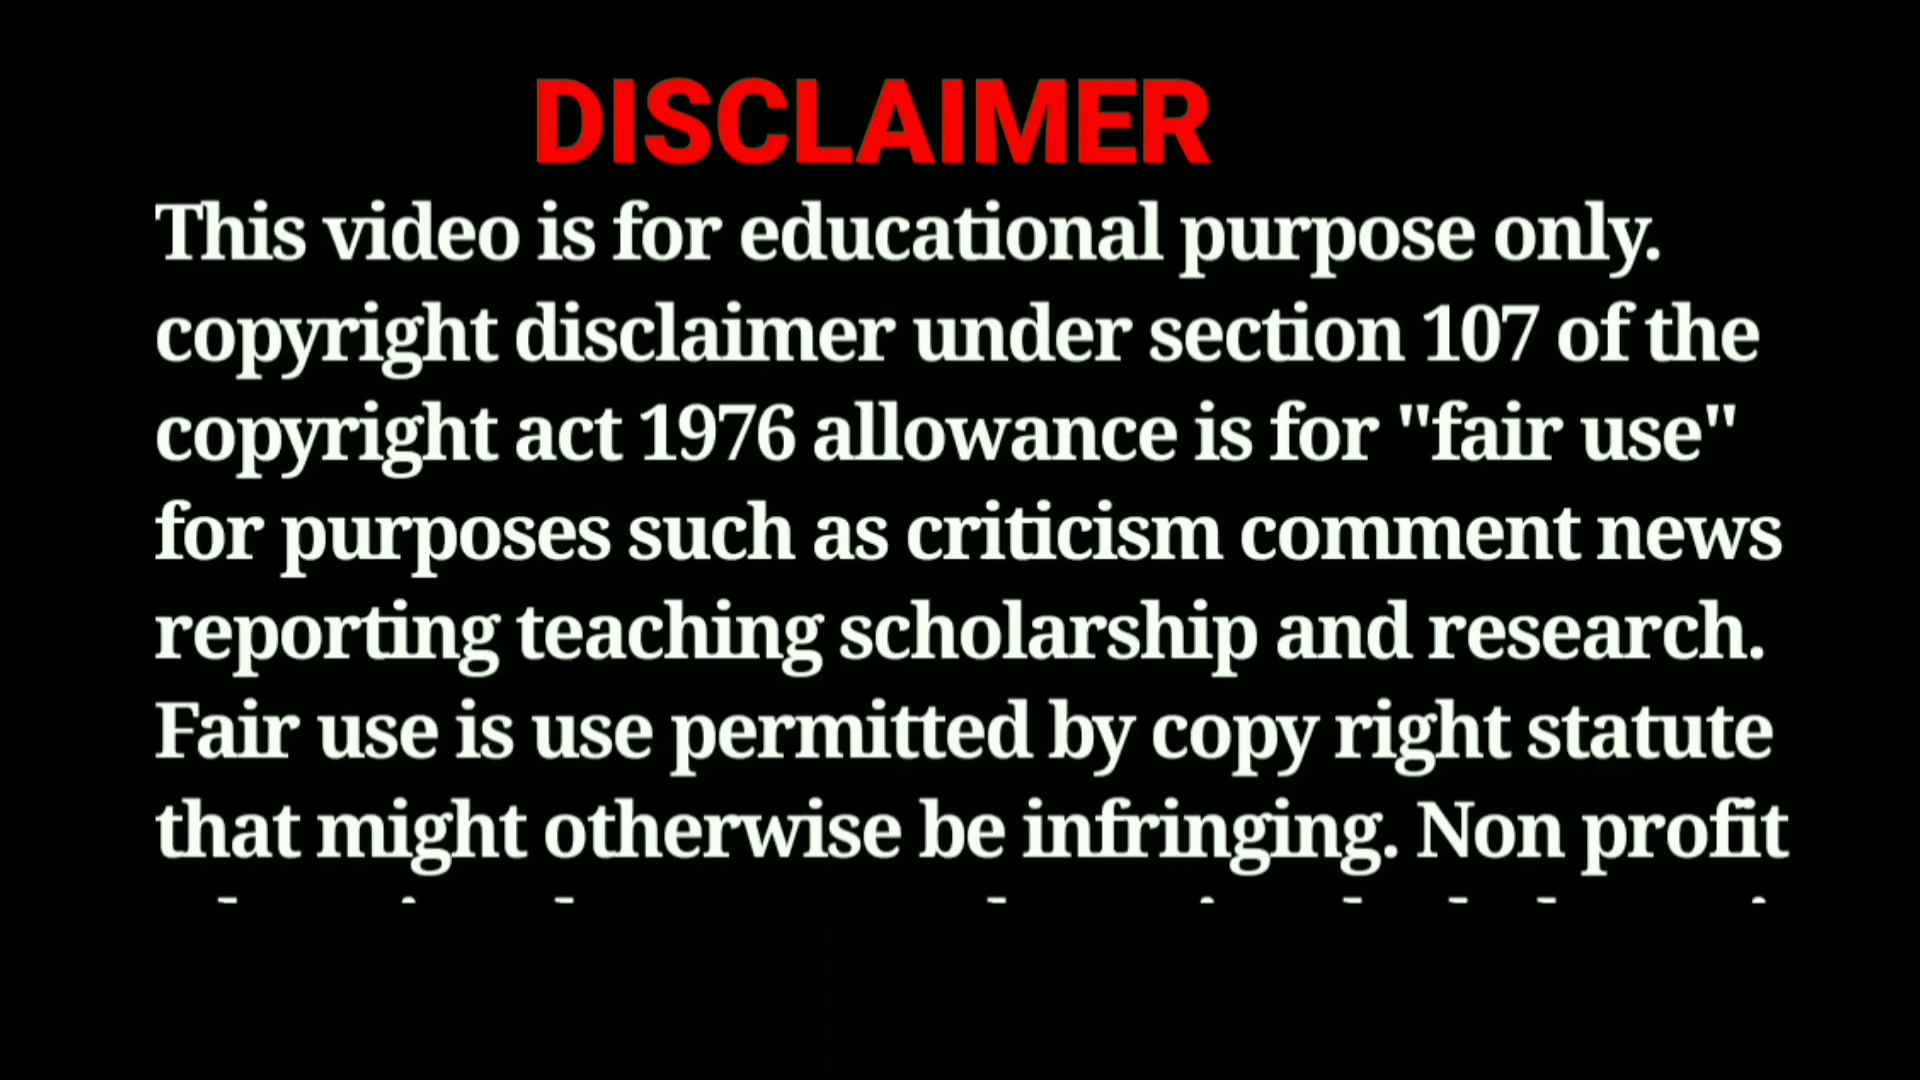 DISCLAIMER
This video is for educational purpose only.
copyright disclaimer under section 107 of the
copyright act 1976 allowance is for "fair use"
for purposes such as criticism comment news
reporting teaching scholarship and research.
Fair use is use permitted by copy right statute
that might otherwise be infringing. Non profit